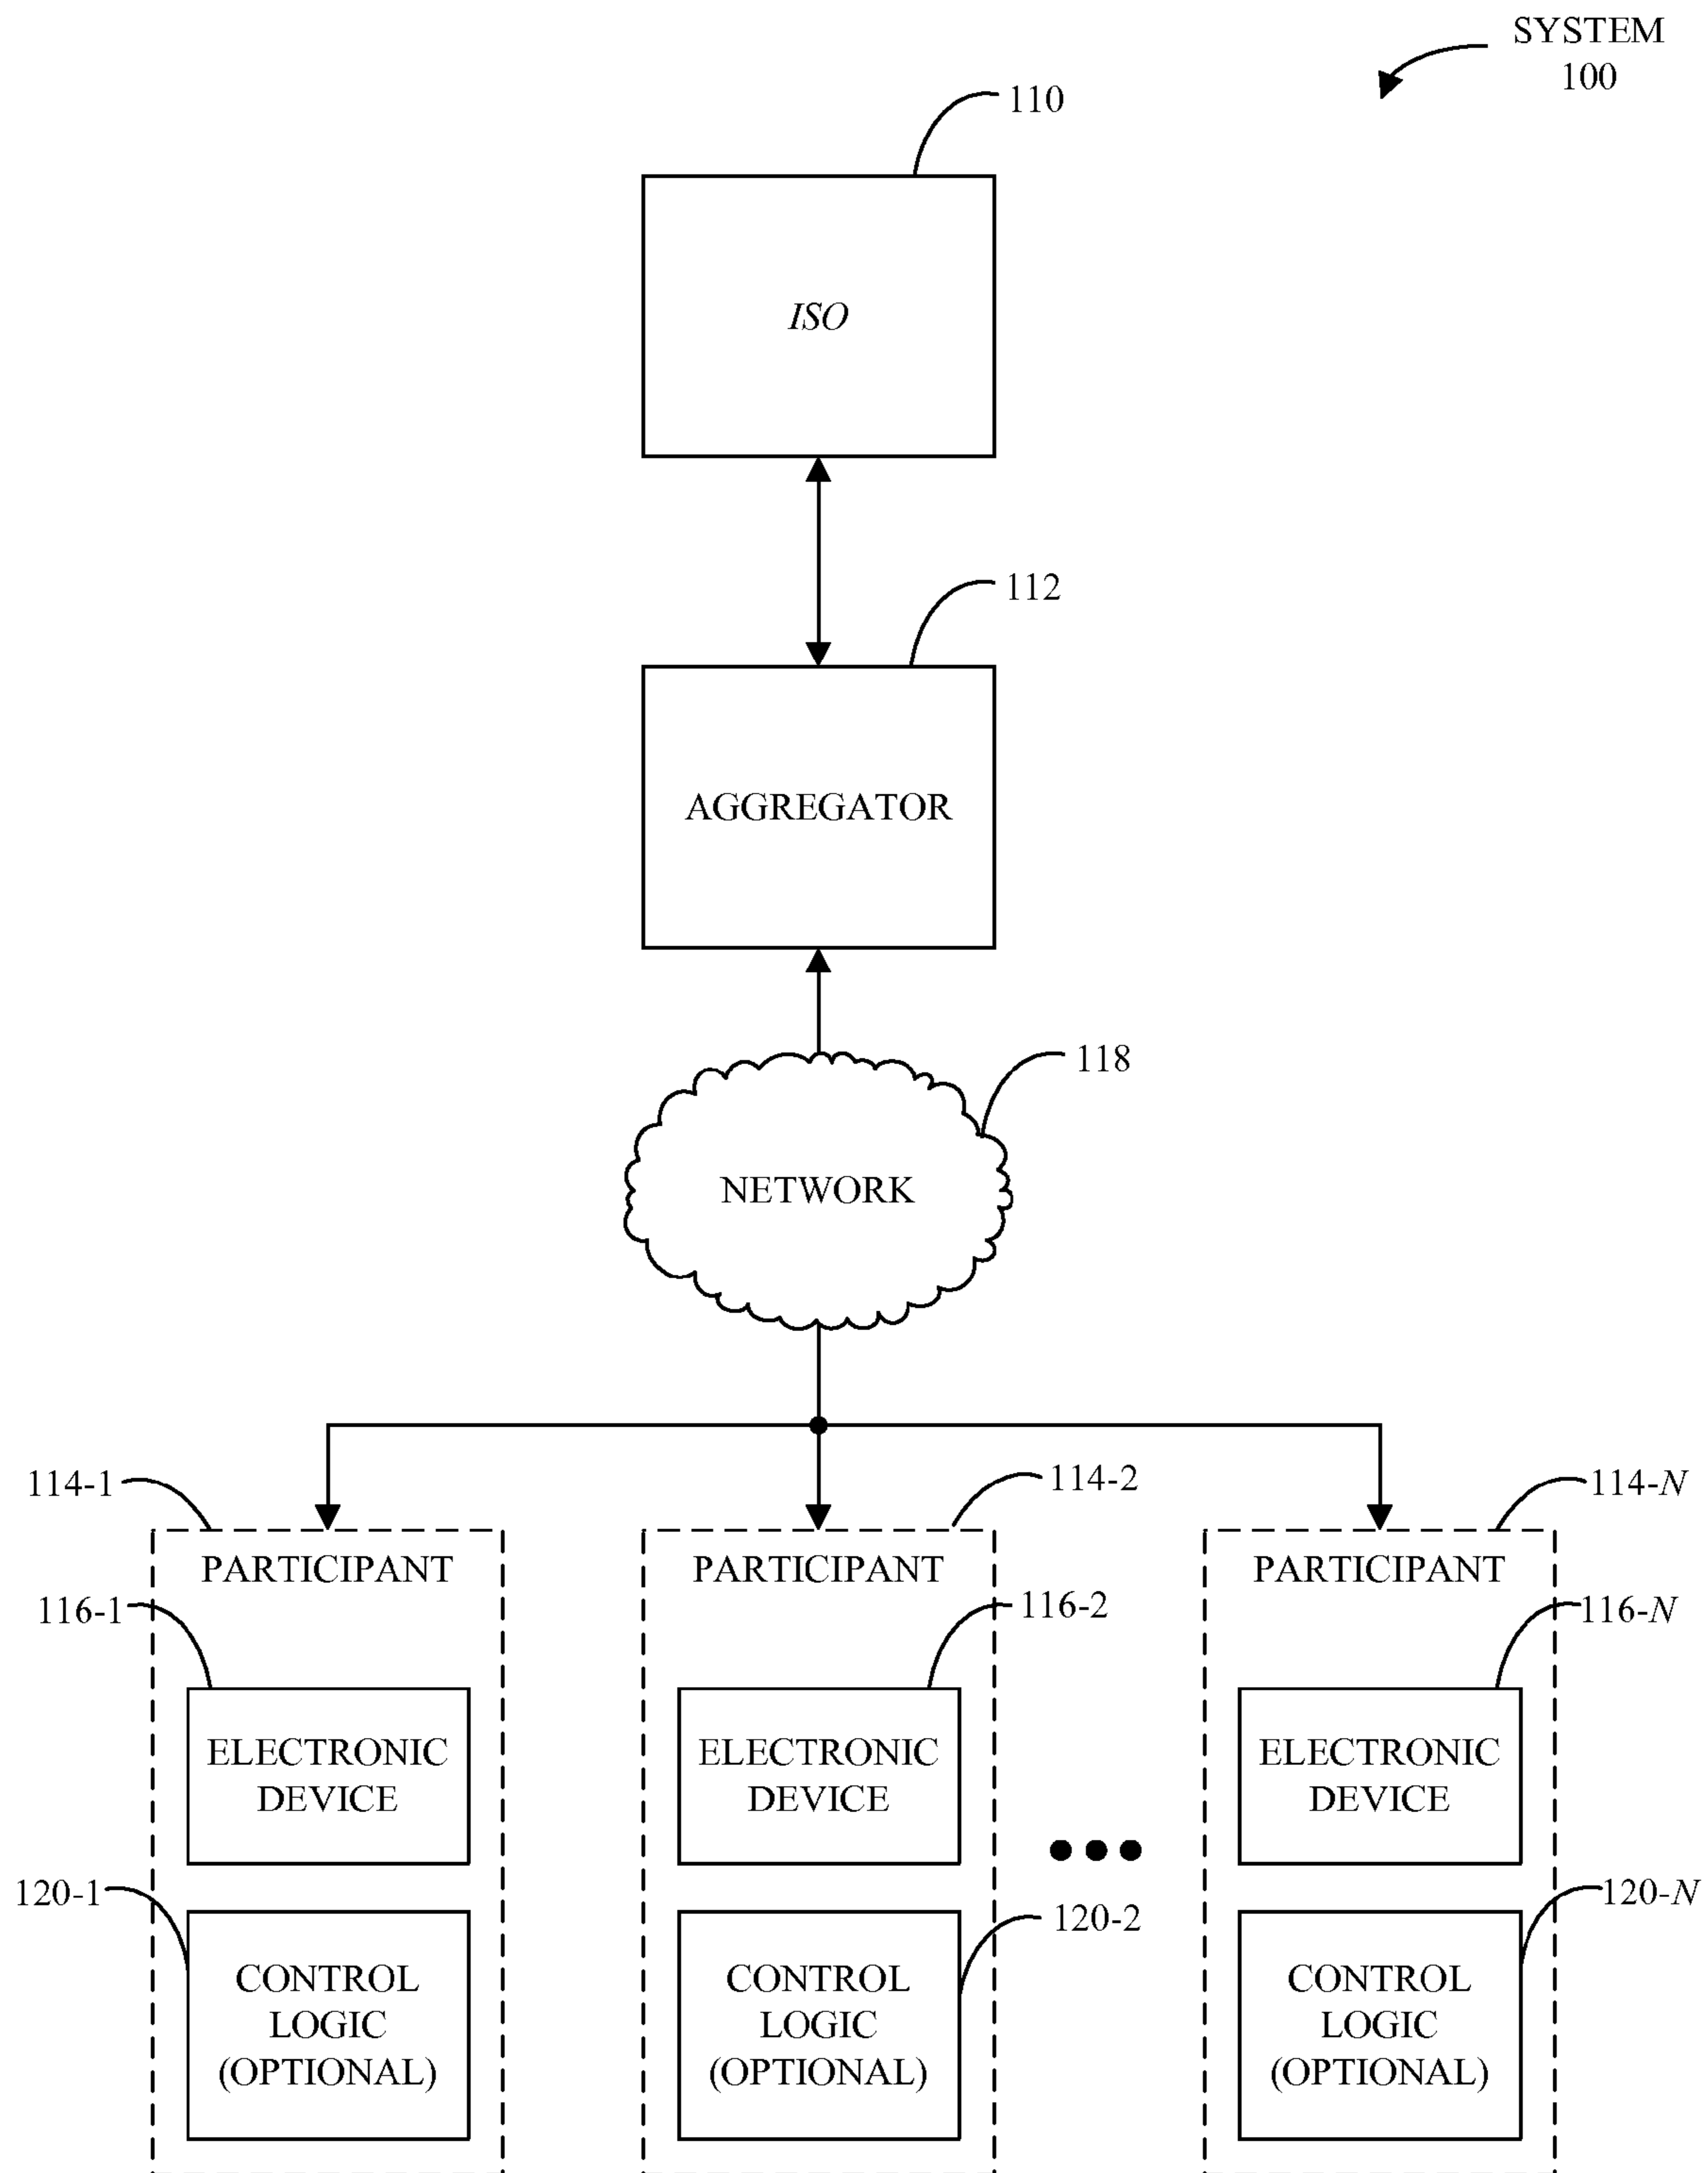 SYSTEM
100
110
ISO
112
AGGREGATOR
118
NETWORK
114-1
114-2
114-N
PARTICIPANT
PARTICIPANT
PARTICIPANT
116-1
116-2
116-N
ELECTRONIC
DEVICE
ELECTRONIC
DEVICE
ELECTRONIC
DEVICE
120-1
120-2
120-N
CONTROL
LOGIC
(OPTIONAL)
CONTROL
LOGIC
(OPTIONAL)
CONTROL
LOGIC
(OPTIONAL)